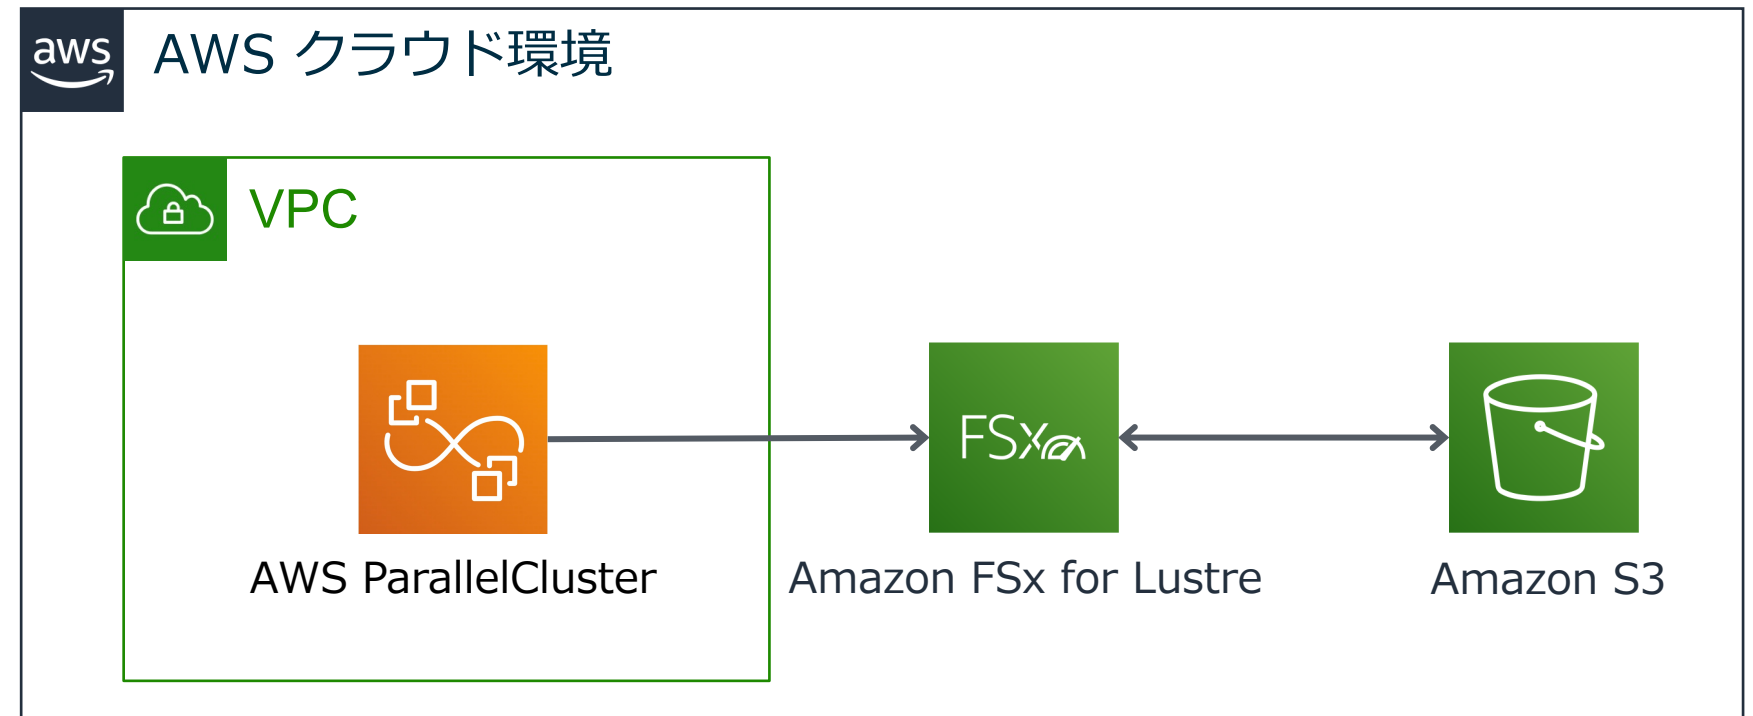 aws
AWS クラウド環境
VPC
FSx
AWS ParallelCluster
Amazon FSx for Lustre
Amazon S3